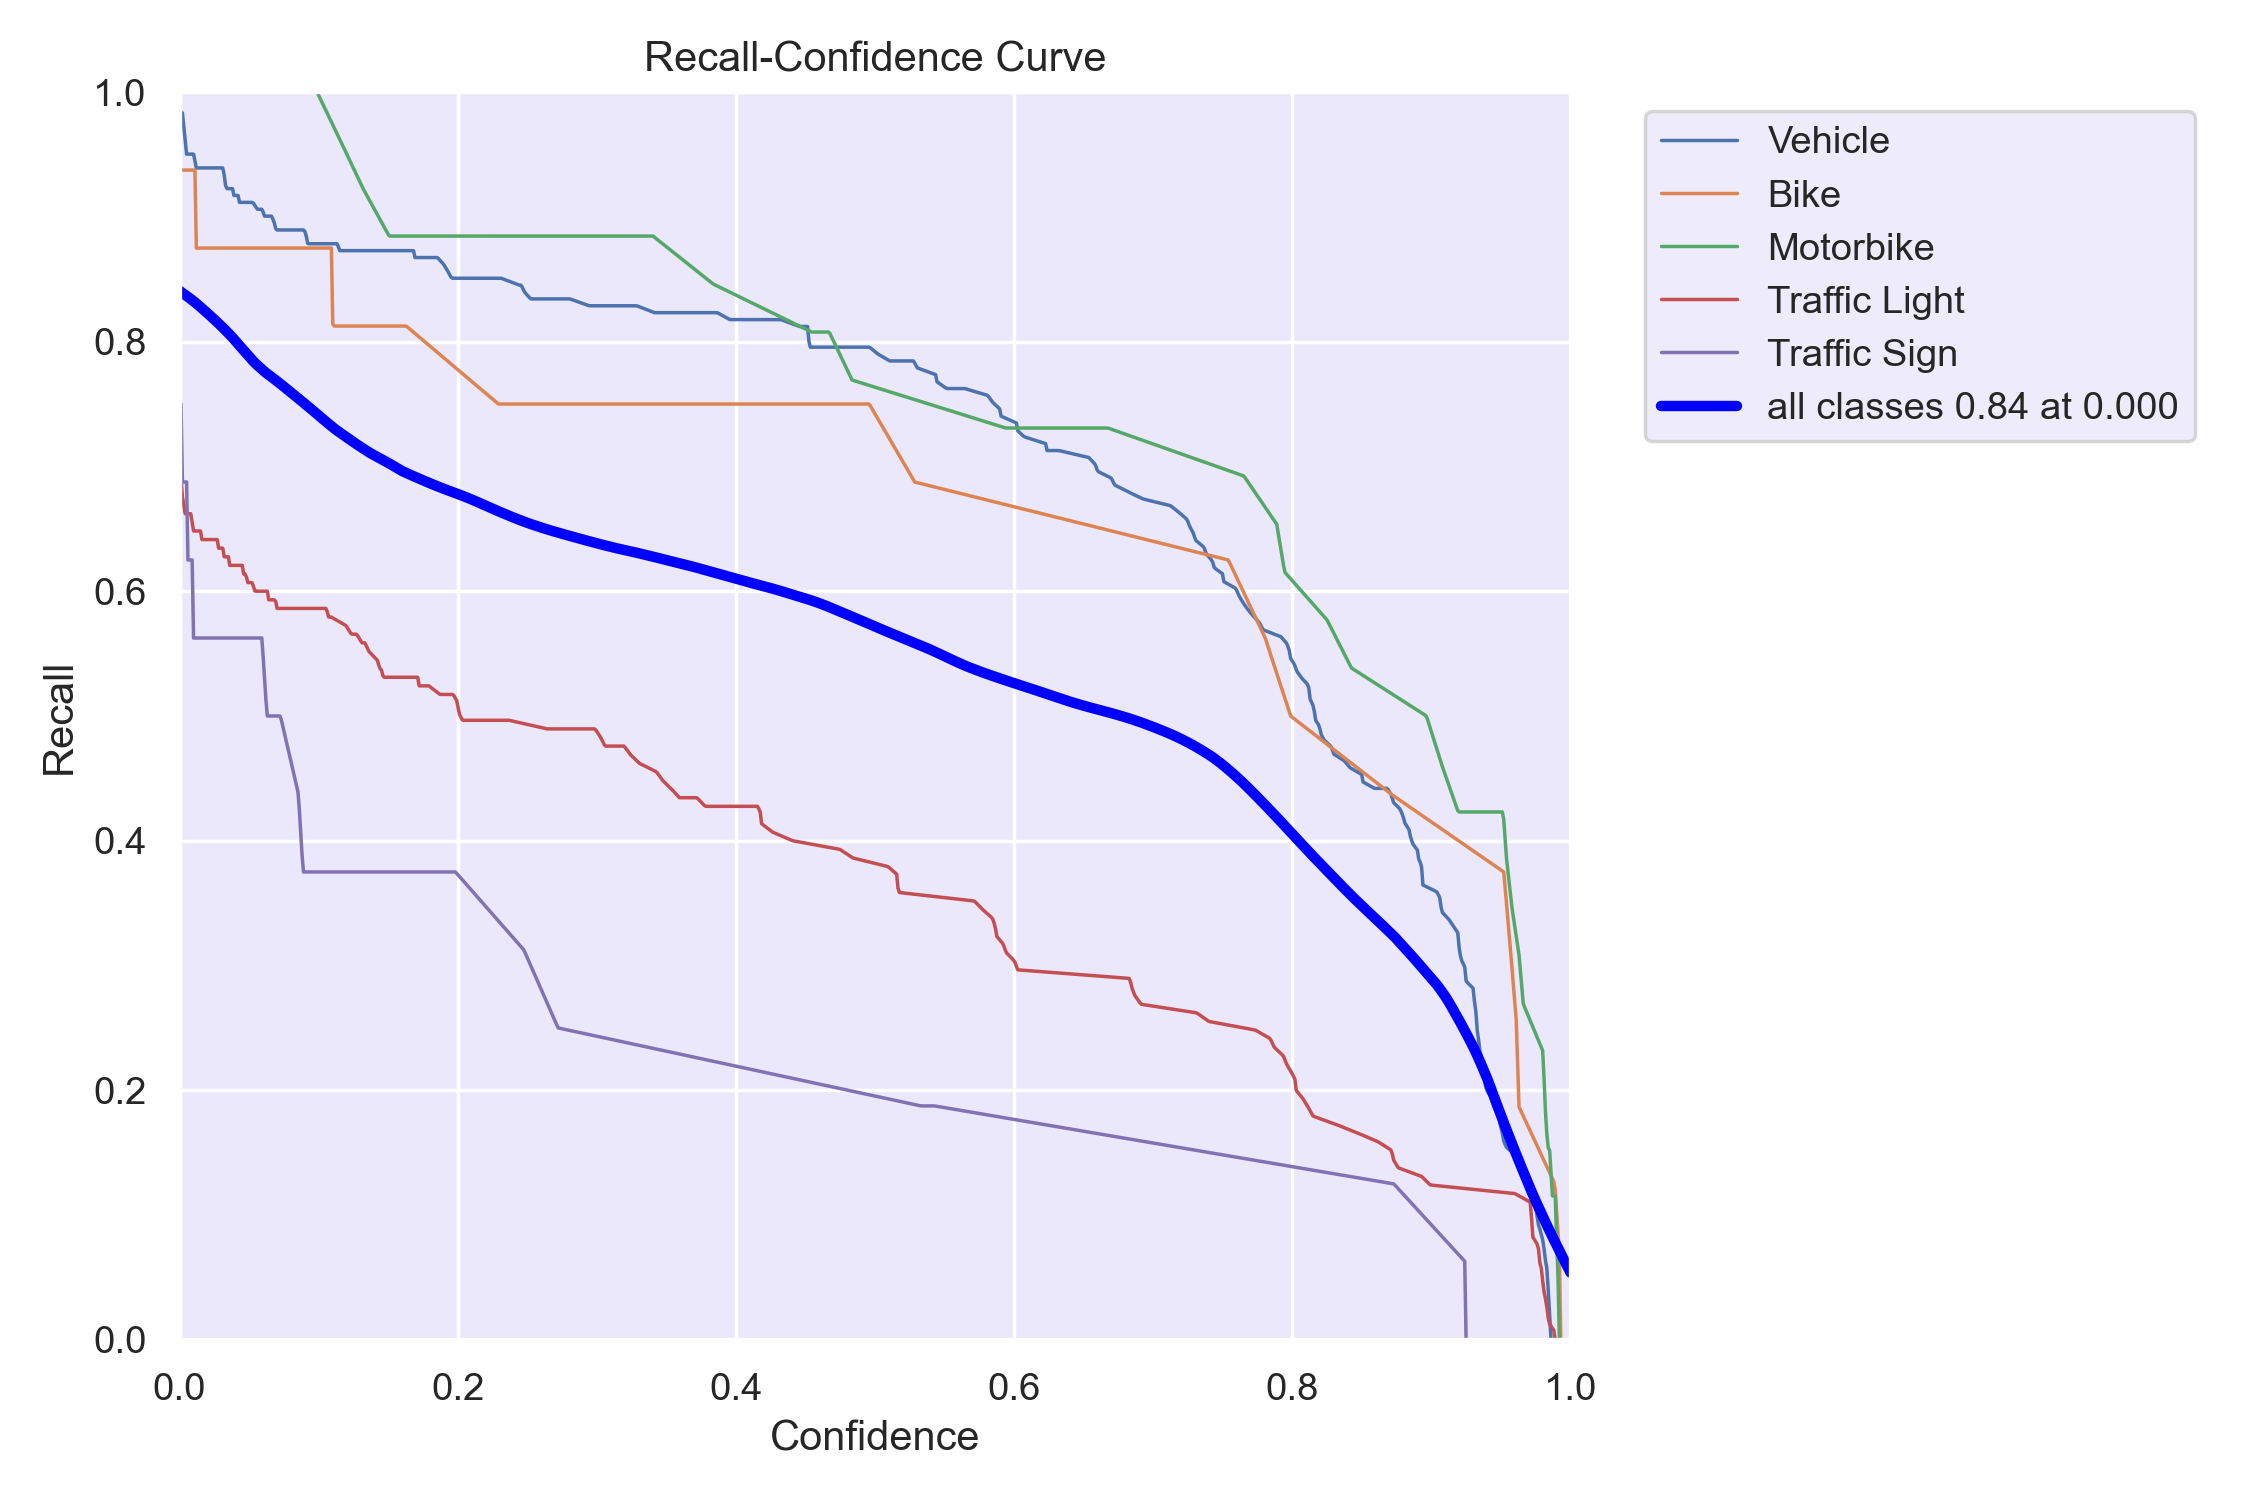 Recall-Confidence Curve
1.0
0.8
0.6
0.4
0.2
0.0
Recall
0.0 0.2 0.4 0.6 0.8 1.0
Confidence
Vehicle
Bike
Motorbike
Traffic Light
Traffic Sign
all classes 0.84 at 0.000